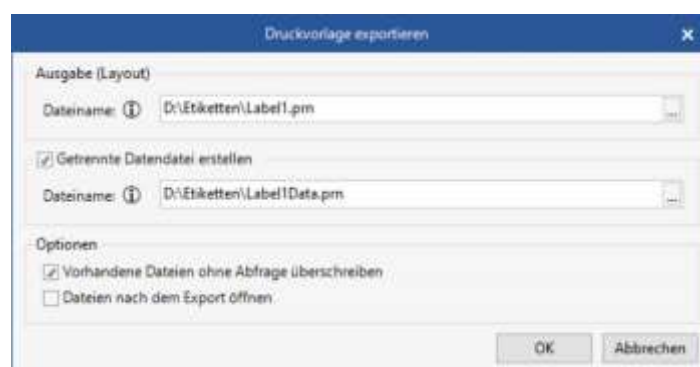 Druckvorlage exportieren
Ausgabe (Layout)
Dateiname: D:\Etiketten\Label1.prn
...
Getrennte Datendatei erstellen
Dateiname: D:\Etiketten\Label1Data.prn
...
Optionen
Vorhandene Dateien ohne Abfrage überschreiben
Dateien nach dem Export öffnen
OK Abbrechen